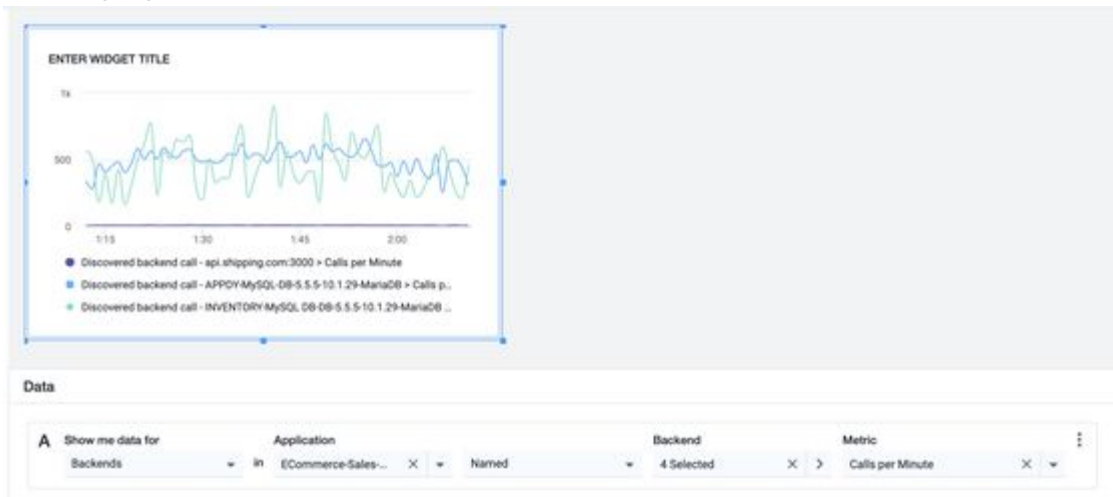 ENTER WIDGET TITLE
1k
500
0
1:15 1:30 1:45 2:00
Discovered backend call - api.shipping.com:3000 > Calls per Minute
Discovered backend call - APPDY-MySQL-DB-5.5.5-10.1.29-MariaDB > Calls p...
Discovered backend call - INVENTORY-MySQL DB-DB-5.5.5-10.1.29-MariaDB ...
Data
A Show me data for Application Backend Metric
Backends in ECommerce-Sales-... Named 4 Selected Calls per Minute